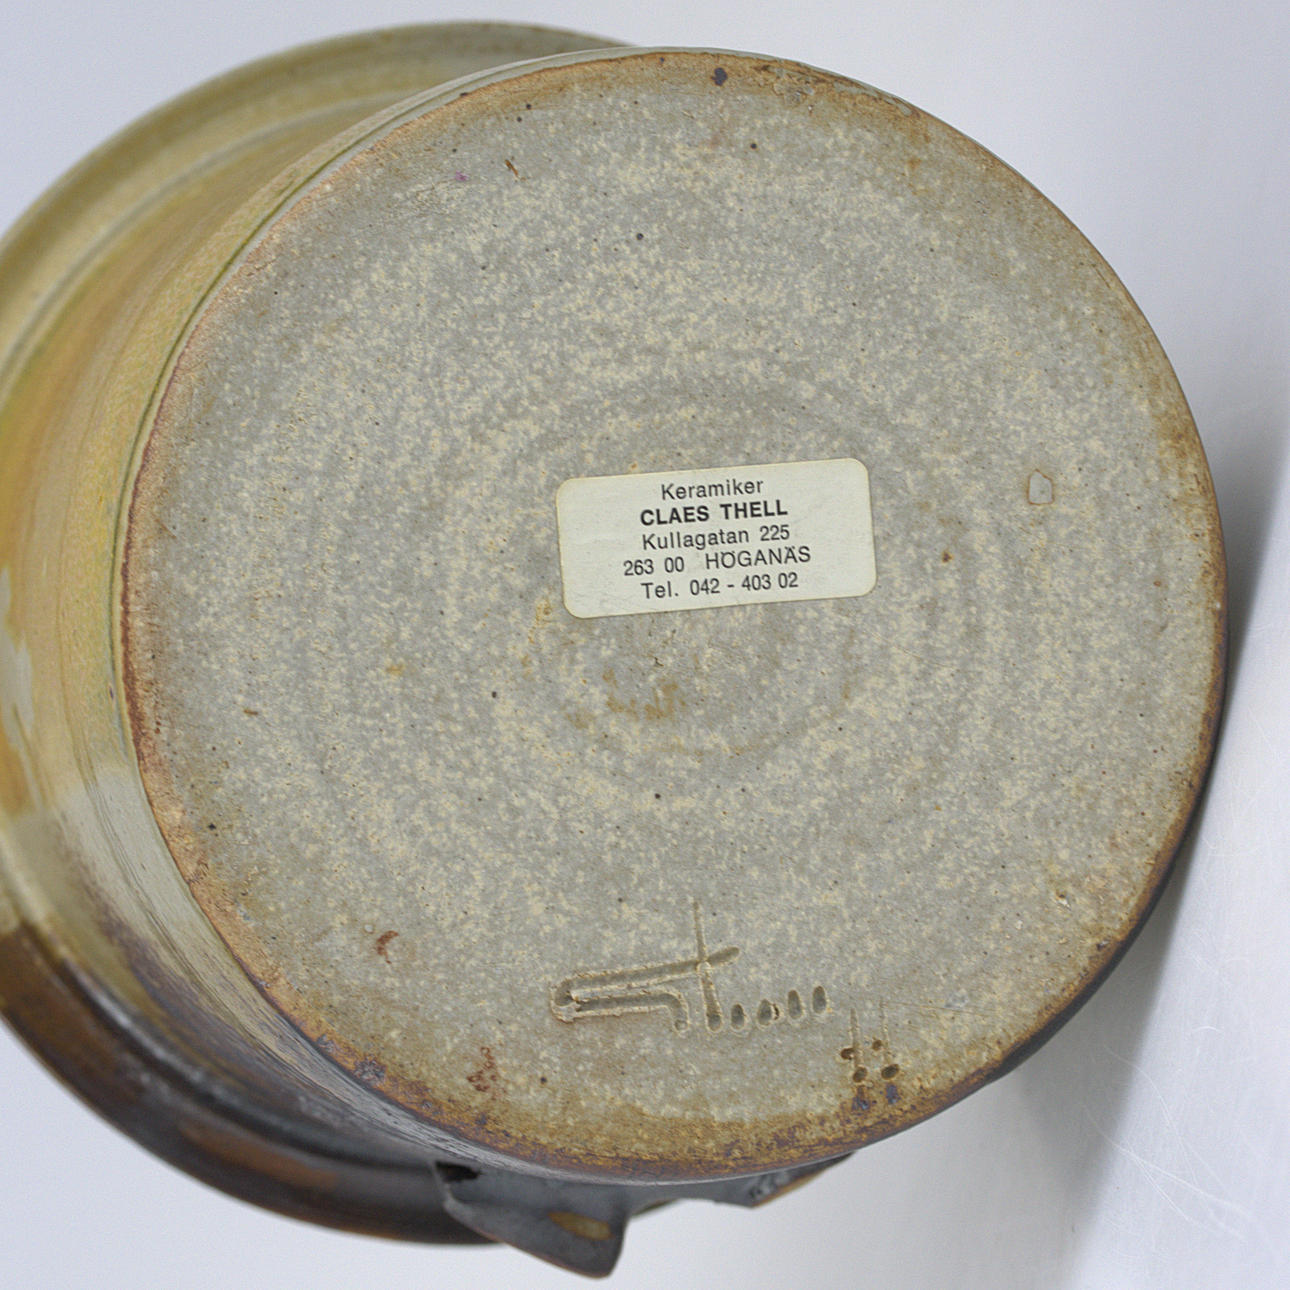 Keramiker
CLAES THELL
Kullagatan 225
263 00 HÖGANÄS
Tel. 042 - 403 02